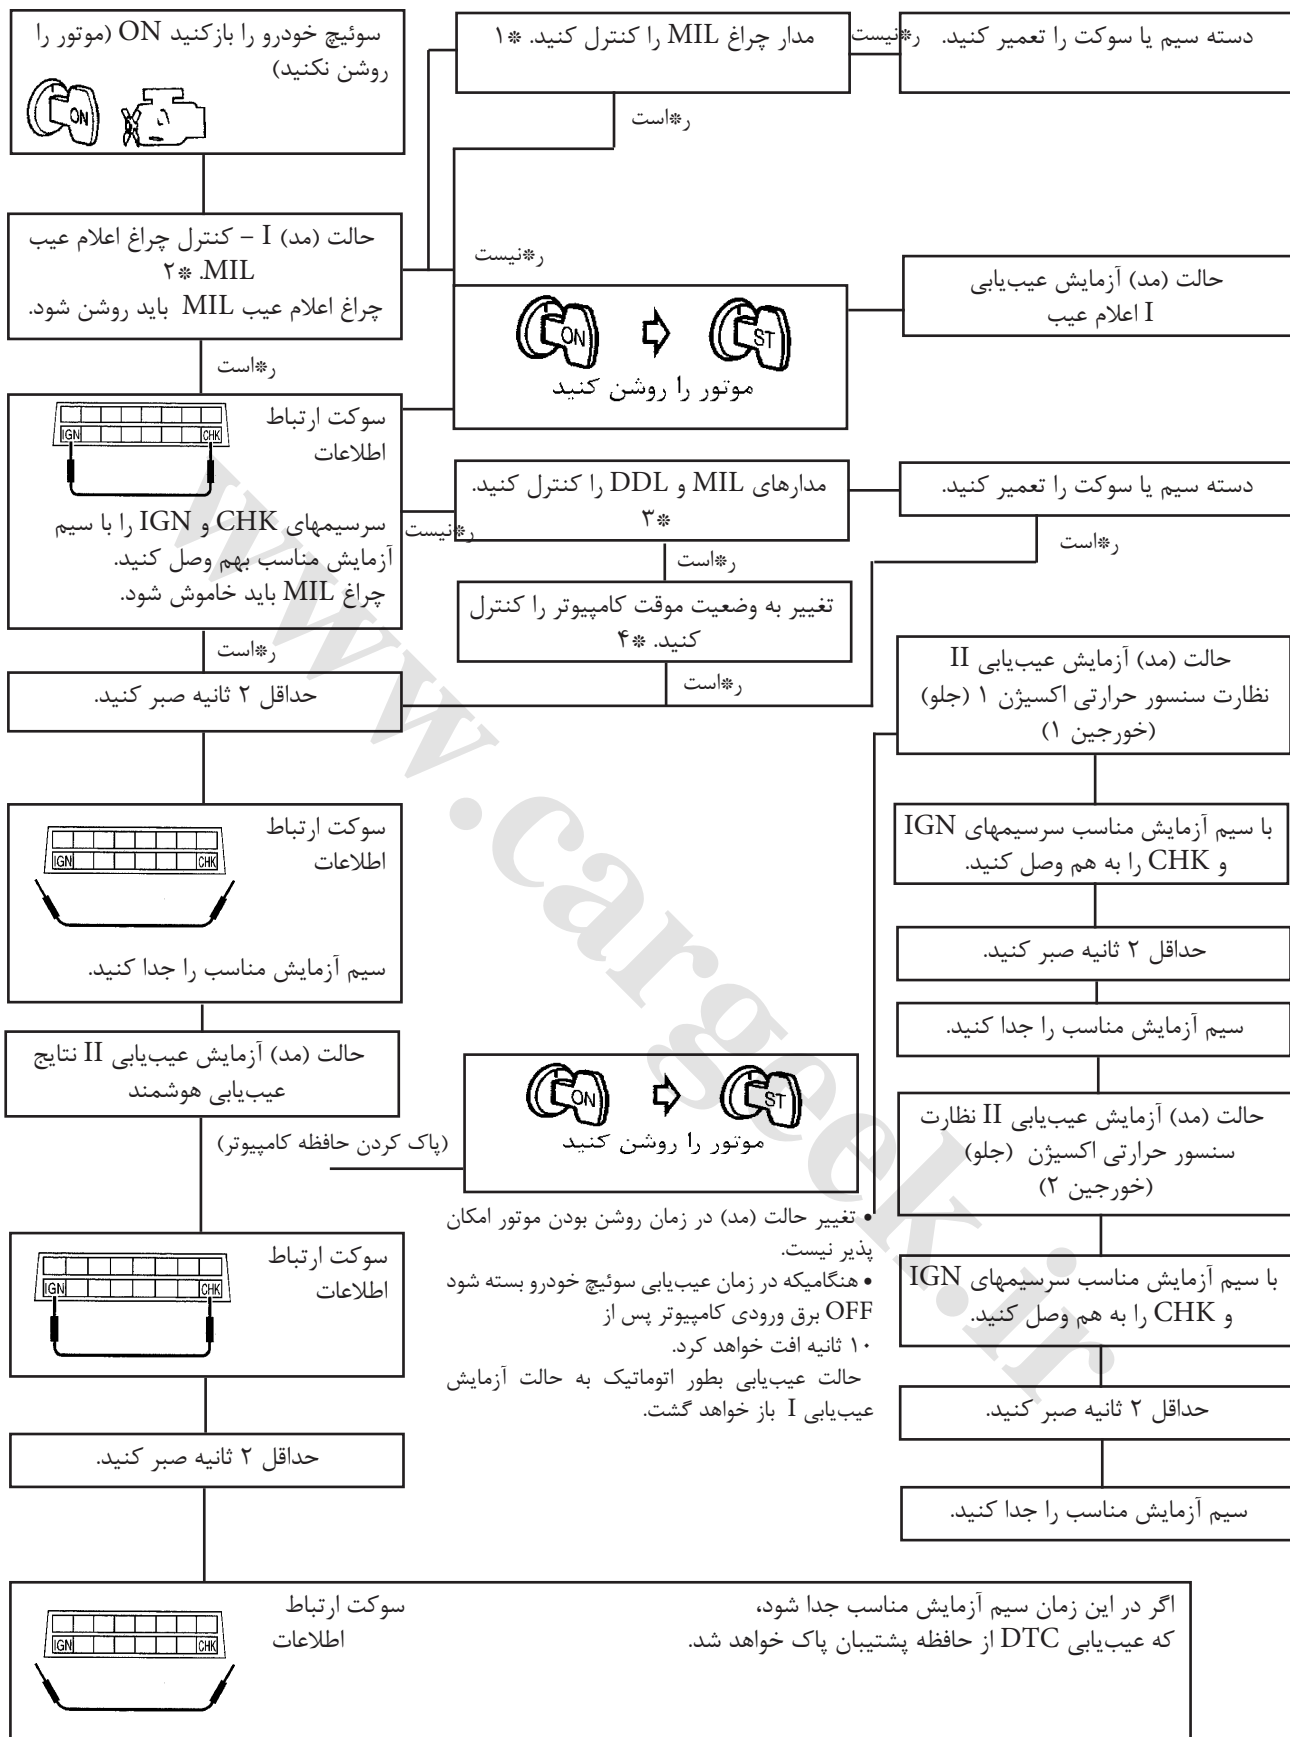 سوئیچ خودرو را بازکنید ON (موتور را
روشن نکنید)
ON
مدار چراغ MIL را کنترل کنید. *۱
ر*نیست
دسته سیم یا سوکت را تعمیر کنید.
ر*است
حالت (مد) I – کنترل چراغ اعلام عیب
MIL. *۲
چراغ اعلام عیب MIL باید روشن شود.
ر*نیست
ON
ST
موتور را روشن کنید
حالت (مد) آزمایش عیب‌یابی
I اعلام عیب
ر*است
سوکت ارتباط
اطلاعات
IGN
CHK
سرسیمهای CHK و IGN را با سیم
آزمایش مناسب بهم وصل کنید.
چراغ MIL باید خاموش شود.
ر*نیست
مدارهای MIL و DDL را کنترل کنید.
*۳
دسته سیم یا سوکت را تعمیر کنید.
ر*است
ر*است
تغییر به وضعیت موقت کامپیوتر را کنترل
کنید. *۴
ر*است
ر*است
حداقل ۲ ثانیه صبر کنید.
سوکت ارتباط
اطلاعات
IGN
CHK
سیم آزمایش مناسب را جدا کنید.
حالت (مد) آزمایش عیب‌یابی II نتایج
عیب‌یابی هوشمند
(پاک کردن حافظه کامپیوتر)
ON
ST
موتور را روشن کنید
• تغییر حالت (مد) در زمان روشن بودن موتور امکان
پذیر نیست.
• هنگامیکه در زمان عیب‌یابی سوئیچ خودرو بسته شود
OFF برق ورودی کامپیوتر پس از
۱۰ ثانیه افت خواهد کرد.
حالت عیب‌یابی بطور اتوماتیک به حالت آزمایش
عیب‌یابی I باز خواهد گشت.
حالت (مد) آزمایش عیب‌یابی II
نظارت سنسور حرارتی اکسیژن ۱ (جلو)
(خورجین ۱)
با سیم آزمایش مناسب سرسیمهای IGN
و CHK را به هم وصل کنید.
حداقل ۲ ثانیه صبر کنید.
سیم آزمایش مناسب را جدا کنید.
حالت (مد) آزمایش عیب‌یابی II نظارت
سنسور حرارتی اکسیژن (جلو)
(خورجین ۲)
با سیم آزمایش مناسب سرسیمهای IGN
و CHK را به هم وصل کنید.
حداقل ۲ ثانیه صبر کنید.
سیم آزمایش مناسب را جدا کنید.
سوکت ارتباط
اطلاعات
IGN
CHK
حداقل ۲ ثانیه صبر کنید.
اگر در این زمان سیم آزمایش مناسب جدا شود،
که عیب‌یابی DTC از حافظه پشتیبان پاک خواهد شد.
سوکت ارتباط
اطلاعات
IGN
CHK
www.cargeek.ir